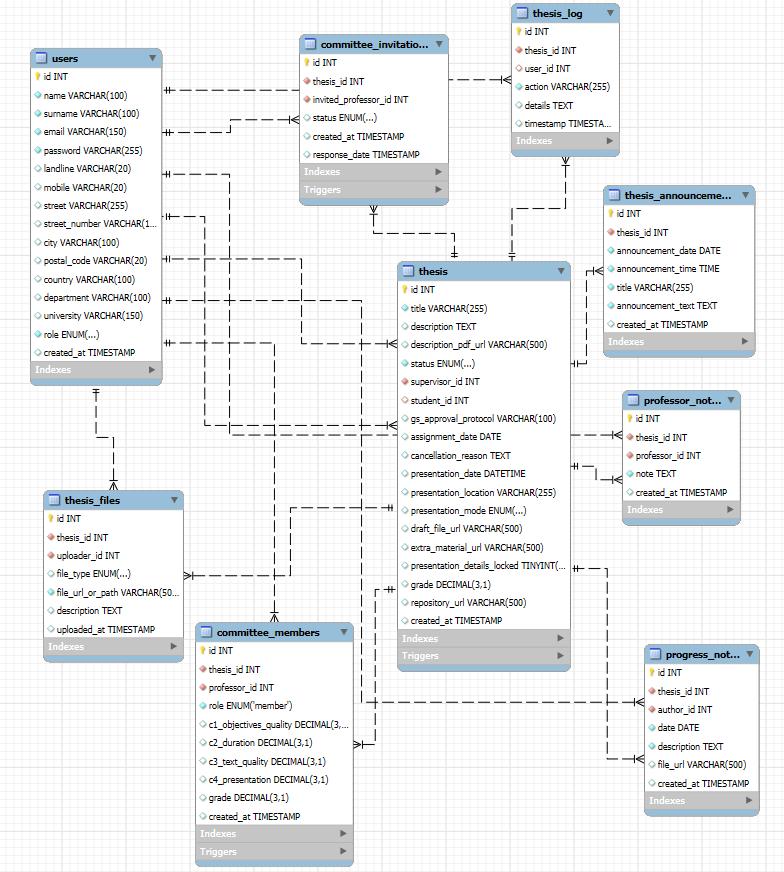 users
id INT
name VARCHAR(100)
surname VARCHAR(100)
email VARCHAR(150)
password VARCHAR(255)
landline VARCHAR(20)
mobile VARCHAR(20)
street VARCHAR(255)
street_number VARCHAR(1...
city VARCHAR(100)
postal_code VARCHAR(20)
country VARCHAR(100)
department VARCHAR(100)
university VARCHAR(150)
role ENUM(...)
created_at TIMESTAMP
Indexes
committee_invitatio...
id INT
thesis_id INT
invited_professor_id INT
status ENUM(...)
created_at TIMESTAMP
response_date TIMESTAMP
Indexes
Triggers
thesis_log
id INT
thesis_id INT
user_id INT
action VARCHAR(255)
details TEXT
timestamp TIMESTA...
Indexes
thesis_announceme...
id INT
thesis_id INT
announcement_date DATE
announcement_time TIME
title VARCHAR(255)
announcement_text TEXT
created_at TIMESTAMP
Indexes
thesis
id INT
title VARCHAR(255)
description TEXT
description_pdf_url VARCHAR(500)
status ENUM(...)
supervisor_id INT
student_id INT
gs_approval_protocol VARCHAR(100)
assignment_date DATE
cancellation_reason TEXT
presentation_date DATETIME
presentation_location VARCHAR(255)
presentation_mode ENUM(...)
draft_file_url VARCHAR(500)
extra_material_url VARCHAR(500)
presentation_details_locked TINYINT(...
grade DECIMAL(3,1)
repository_url VARCHAR(500)
created_at TIMESTAMP
Indexes
Triggers
professor_not...
id INT
thesis_id INT
professor_id INT
note TEXT
created_at TIMESTAMP
Indexes
thesis_files
id INT
thesis_id INT
uploader_id INT
file_type ENUM(...)
file_url_or_path VARCHAR(50...
description TEXT
uploaded_at TIMESTAMP
Indexes
committee_members
id INT
thesis_id INT
professor_id INT
role ENUM('member')
c1_objectives_quality DECIMAL(3,...
c2_duration DECIMAL(3,1)
c3_text_quality DECIMAL(3,1)
c4_presentation DECIMAL(3,1)
grade DECIMAL(3,1)
created_at TIMESTAMP
Indexes
Triggers
progress_not...
id INT
thesis_id INT
author_id INT
date DATE
description TEXT
file_url VARCHAR(500)
created_at TIMESTAMP
Indexes